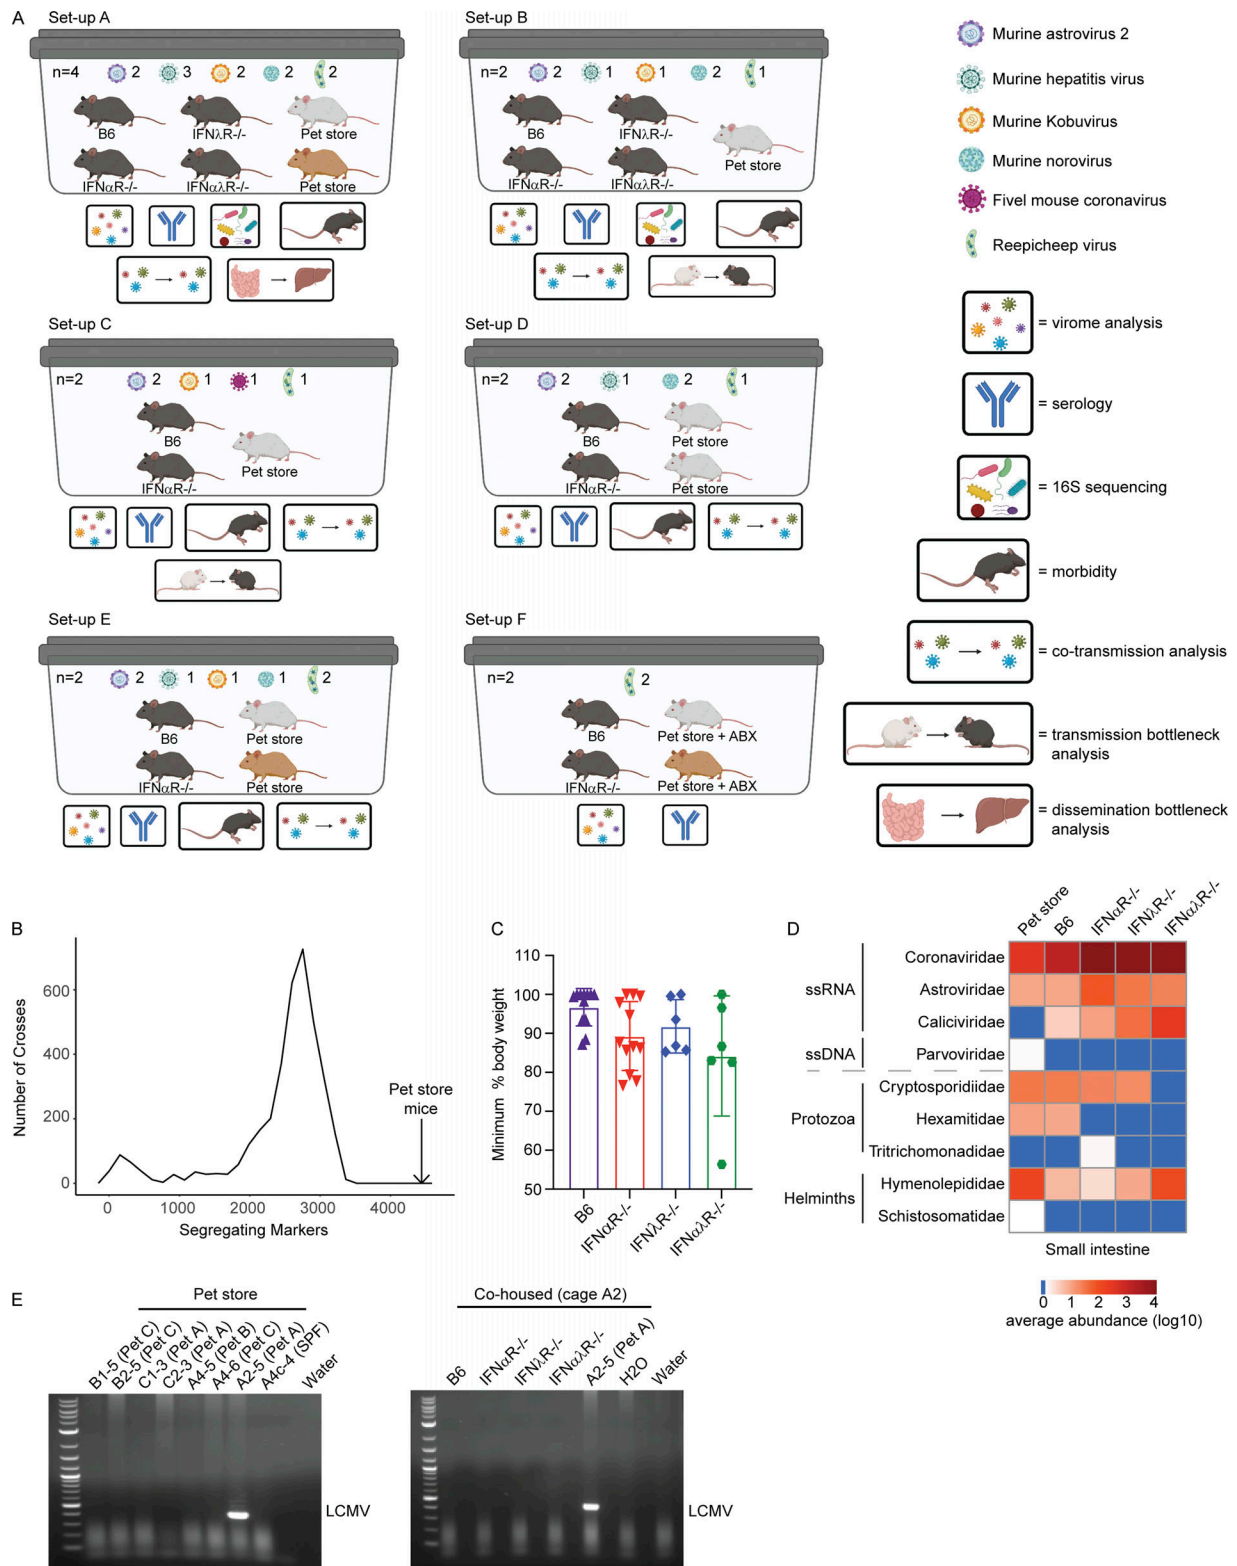 A
Set-up A
n=4 2 3 2 2 2
B6 IFNλR-/- Pet store
IFNαR-/- IFNαλR-/- Pet store
Set-up B
n=2 2 1 1 2 1
B6 IFNλR-/-
Pet store
IFNαR-/- IFNαλR-/-
Set-up C
n=2 2 1 1 1
B6
Pet store
IFNαR-/-
Set-up D
n=2 2 1 2 1
B6 Pet store
IFNαR-/- Pet store
Set-up E
n=2 2 1 1 1 2
B6 Pet store
IFNαR-/- Pet store
Set-up F
n=2 2
B6 Pet store + ABX
IFNαR-/- Pet store + ABX
Murine astrovirus 2
Murine hepatitis virus
Murine Kobuvirus
Murine norovirus
Fivel mouse coronavirus
Reepicheep virus
= virome analysis
= serology
= 16S sequencing
= morbidity
= co-transmission analysis
= transmission bottleneck
analysis
= dissemination bottleneck
analysis
B
Number of Crosses
600
400
200
0
Pet store
mice
0 1000 2000 3000 4000
Segregating Markers
C
Minimum % body weight
110
100
90
80
70
60
50
B6 IFNαR-/- IFNλR-/- IFNαλR-/-
D
Pet store B6 IFNαR-/- IFNλR-/- IFNαλR-/-
ssRNA
Coronaviridae
Astroviridae
Caliciviridae
ssDNA
Parvoviridae
Protozoa
Cryptosporidiidae
Hexamitidae
Tritrichomonadidae
Helminths
Hymenolepididae
Schistosomatidae
Small intestine
0 1 2 3 4
average abundance (log10)
E
Pet store
B1-5 (Pet C) B2-5 (Pet C) C1-3 (Pet A) C2-3 (Pet A) A4-5 (Pet B) A4-6 (Pet C) A2-5 (Pet A) A4c-4 (SPF) Water
LCMV
Co-housed (cage A2)
B6 IFNαR-/- IFNλR-/- IFNαλR-/- A2-5 (Pet A) H2O Water
LCMV